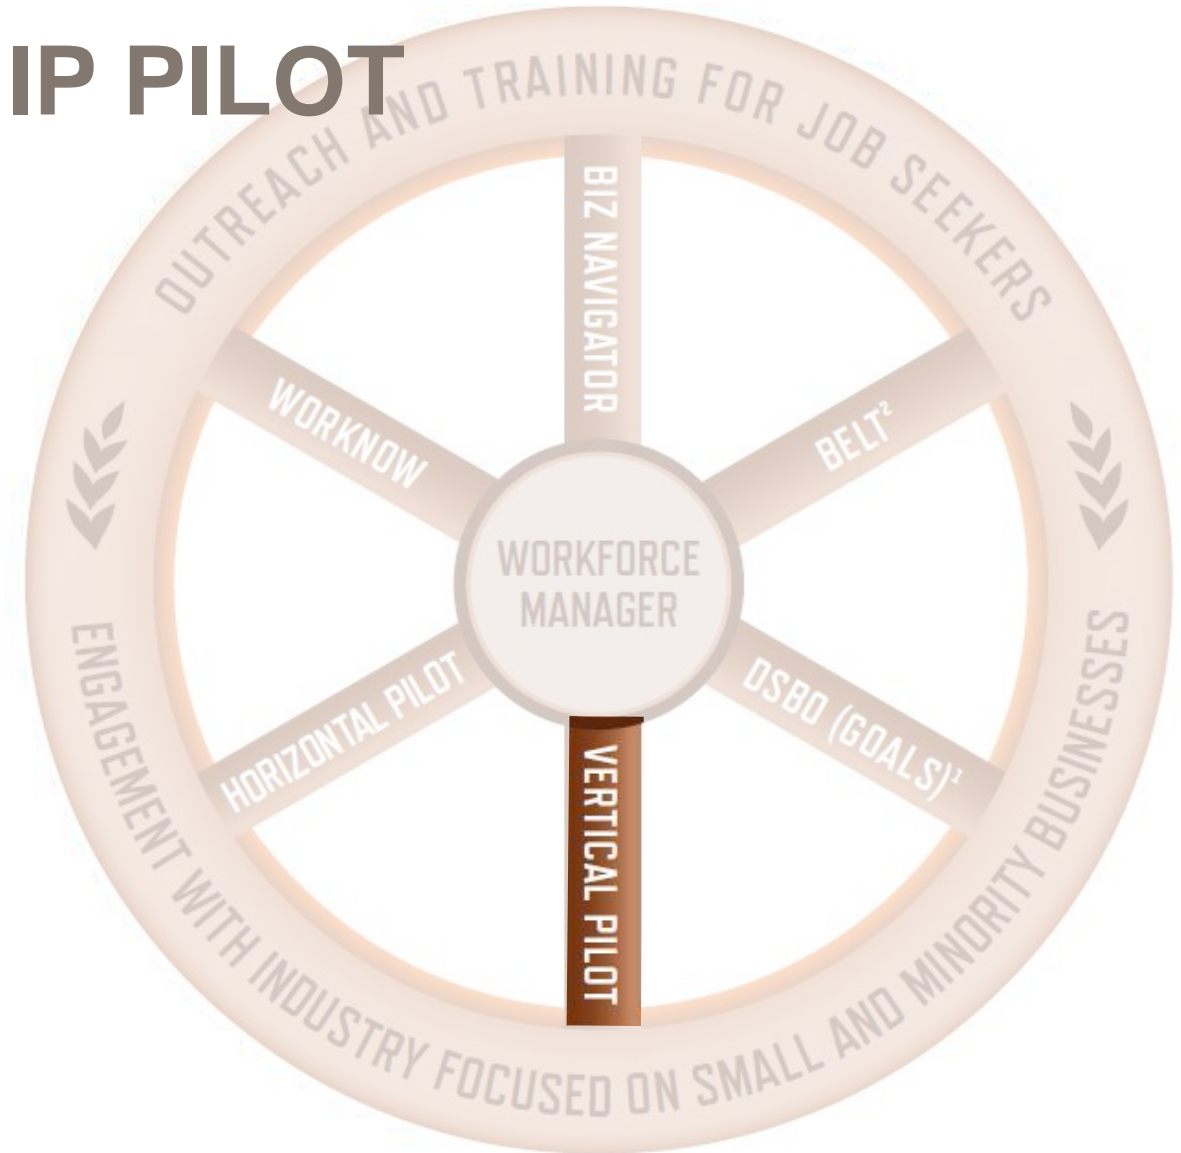 IP PILOT
OUTREACH AND TRAINING FOR JOB SEEKERS
BIZ NAVIGATOR
WORKNOW
BELT²
WORKFORCE
MANAGER
HORIZONTAL PILOT
DSBO (GOALS)¹
VERTICAL PILOT
ENGAGEMENT WITH INDUSTRY FOCUSED ON SMALL AND MINORITY BUSINESSES